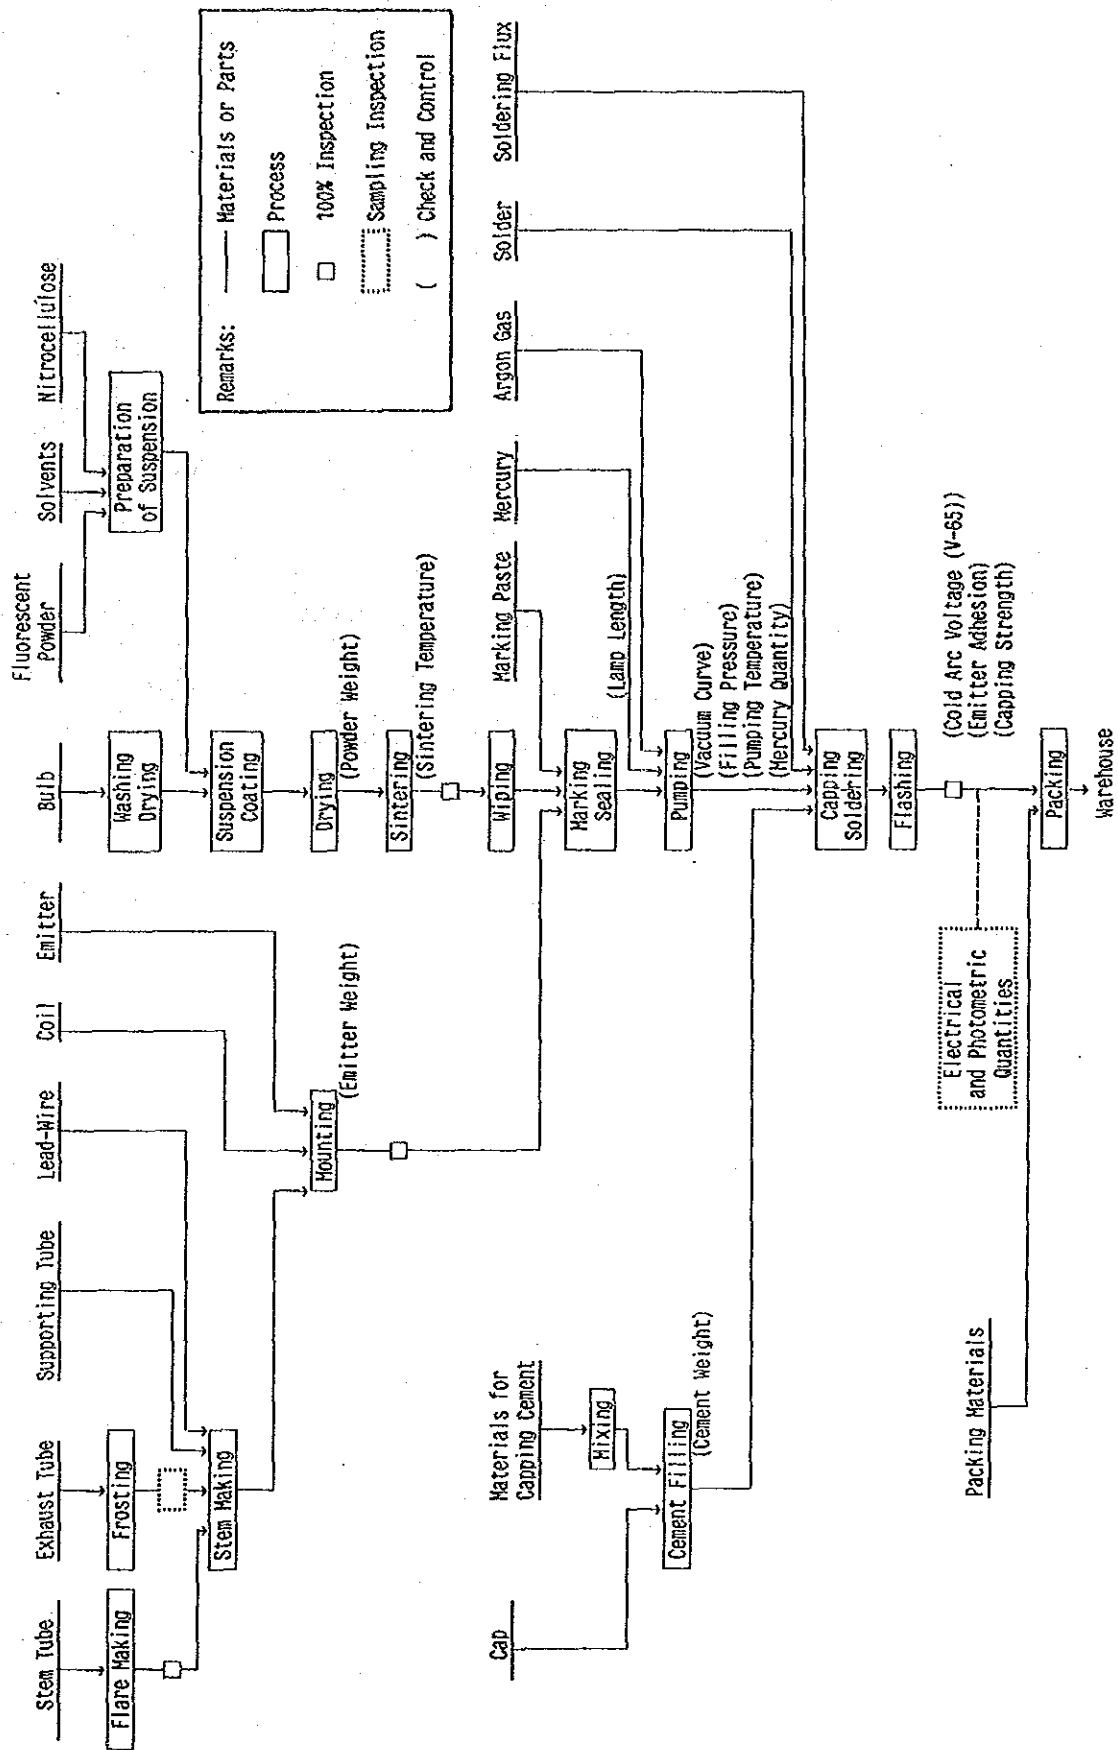 Stem Tube
Exhaust Tube
Supporting Tube
Lead-Wire
Coil
Emitter
Bulb
Fluorescent
Powder
Solvents
Nitrocellulose
Flare Making
Frosting
Washing
Drying
Preparation
of Suspension
Stem Making
Suspension
Coating
Mounting
(Emitter Weight)
Drying
(Powder Weight)
Sintering
(Sintering Temperature)
Remarks:
Materials or Parts
Process
100% Inspection
Sampling Inspection
( ) Check and Control
Cap
Materials for
Capping Cement
Wiping
Marking Paste
Mercury
Argon Gas
Solder
Soldering Flux
Mixing
Marking
Sealing
(Lamp Length)
Cement Filling
(Cement Weight)
Pumping
(Vacuum Curve)
(Filling Pressure)
(Pumping Temperature)
(Mercury Quantity)
Capping
Soldering
Flashing
(Cold Arc Voltage (V-65))
(Emitter Adhesion)
(Capping Strength)
Electrical
and Photometric
Quantities
Packing Materials
Packing
Warehouse